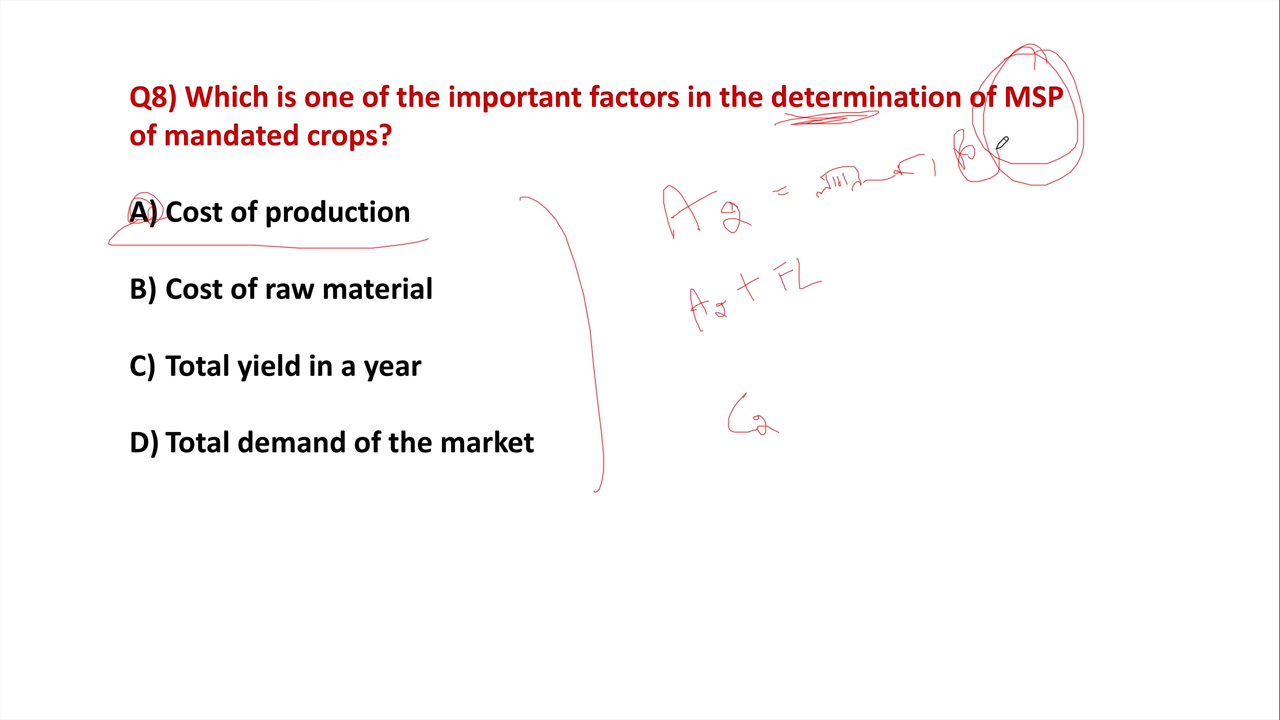 Q8) Which is one of the important factors in the determination of MSP
of mandated crops?
A) Cost of production
B) Cost of raw material
C) Total yield in a year
D) Total demand of the market
A2 =
A2 + FL
C2